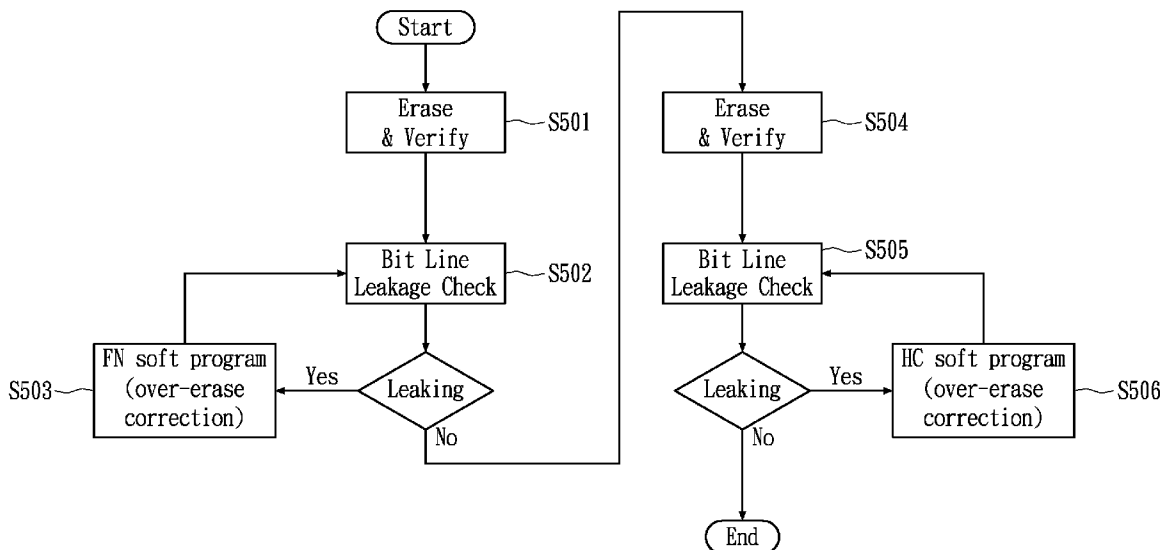 Start
Erase
& Verify
S501
Bit Line
Leakage Check
S502
FN soft program
(over-erase
correction)
S503
Yes
Leaking
No
Erase
& Verify
S504
Bit Line
Leakage Check
S505
Leaking
Yes
HC soft program
(over-erase
correction)
S506
No
End